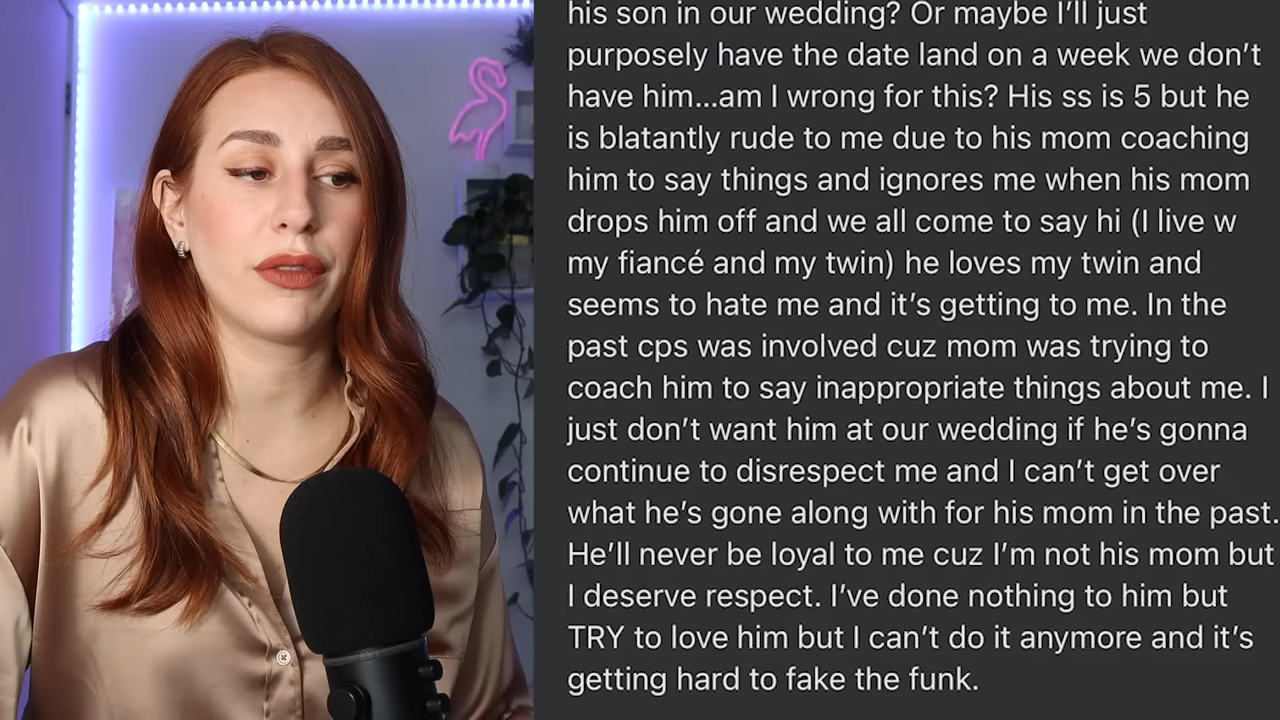 his son in our wedding? Or maybe I'll just
purposely have the date land on a week we don't
have him...am I wrong for this? His ss is 5 but he
is blatantly rude to me due to his mom coaching
him to say things and ignores me when his mom
drops him off and we all come to say hi (I live w
my fiancé and my twin) he loves my twin and
seems to hate me and it's getting to me. In the
past cps was involved cuz mom was trying to
coach him to say inappropriate things about me. I
just don't want him at our wedding if he's gonna
continue to disrespect me and I can't get over
what he's gone along with for his mom in the past.
He'll never be loyal to me cuz I'm not his mom but
I deserve respect. I've done nothing to him but
TRY to love him but I can't do it anymore and it's
getting hard to fake the funk.